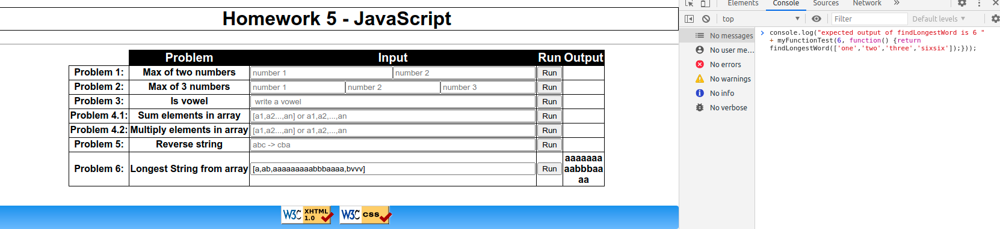 Homework 5 - JavaScript
Problem Input Run Output
Problem 1: Max of two numbers number 1 number 2 Run
Problem 2: Max of 3 numbers number 1 number 2 number 3 Run
Problem 3: Is vowel write a vowel Run
Problem 4.1: Sum elements in array [a1,a2...,an] or a1,a2,...,an Run
Problem 4.2: Multiply elements in array [a1,a2...,an] or a1,a2,...,an Run
Problem 5: Reverse string abc -> cba Run
Problem 6: Longest String from array [a,ab,aaaaaaaaabbbaaaa,bvvv] Run aaaaaaa
aabbbaa
aa
W3C XHTML 1.0 W3C css
Elements Console Sources Network »
top Filter Default levels
No messages
No user me...
No errors
No warnings
No info
No verbose
console.log("expected output of findLongestWord is 6 "
+ myFunctionTest(6, function() {return
findLongestWord(['one','two','three','sixsix']);}));